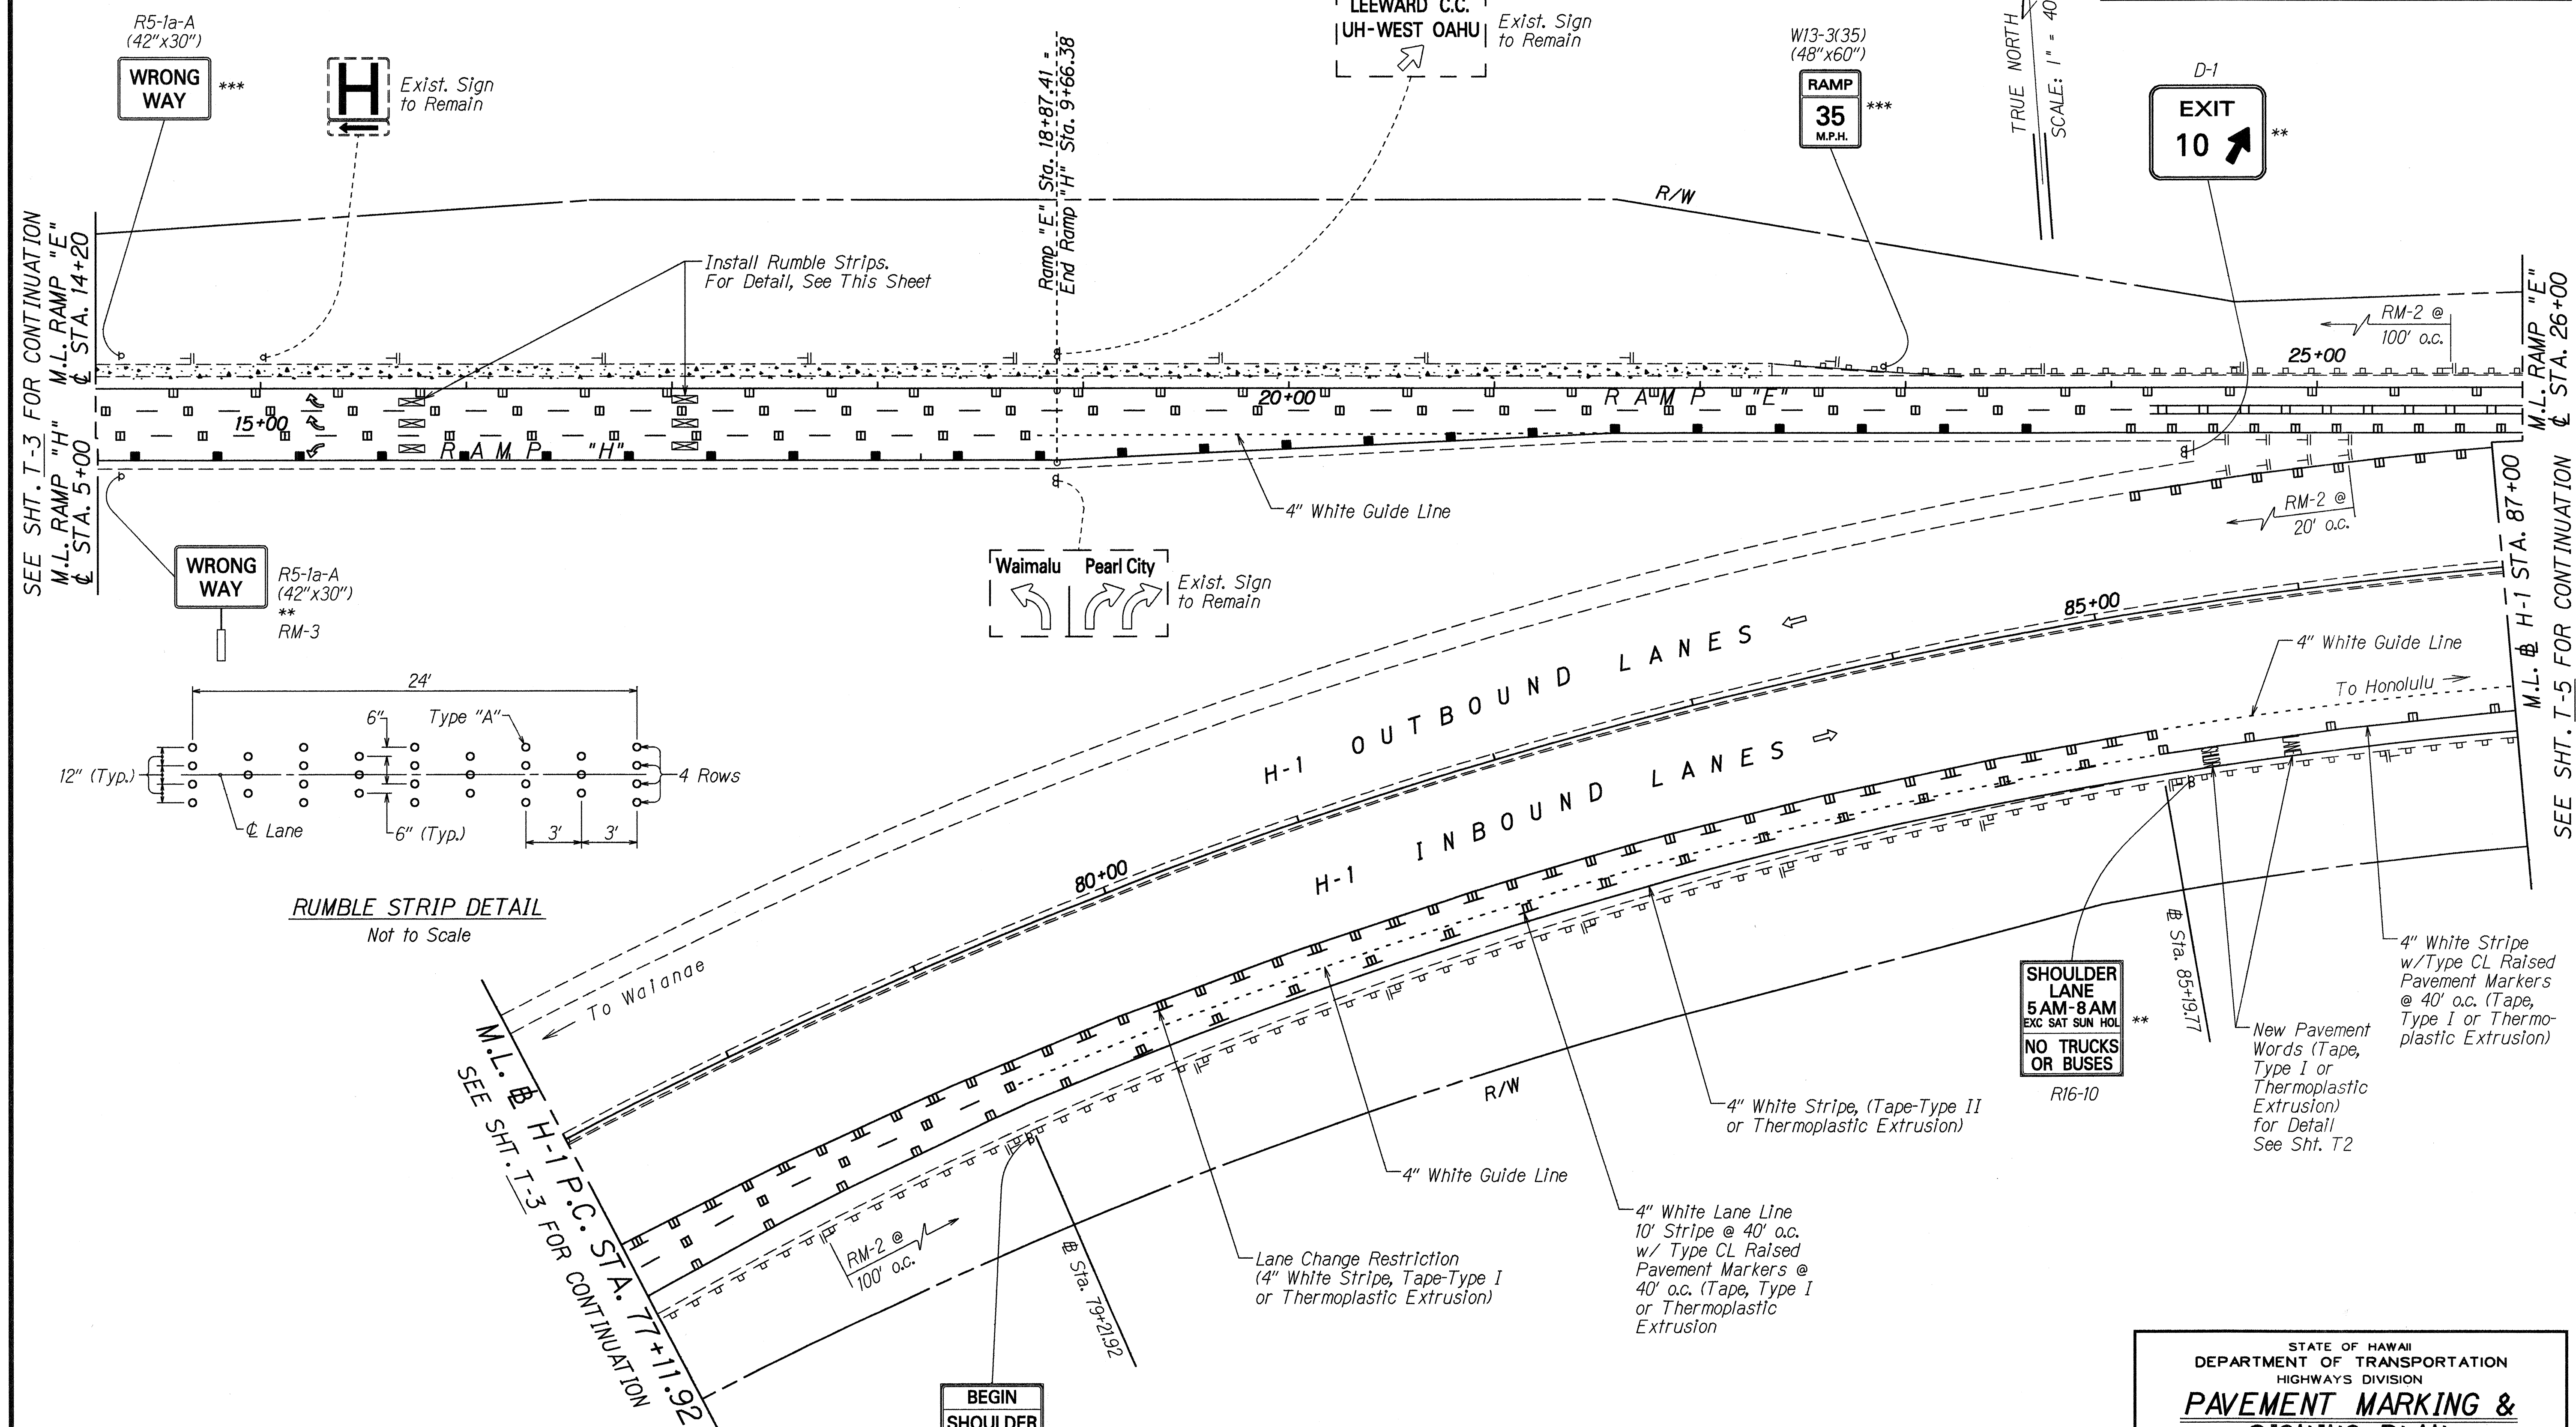 R5-1a-A
(42"x30")
WRONG
WAY
***
H
Exist. Sign
to Remain
LEEWARD C.C.
UH-WEST OAHU
Exist. Sign
to Remain
W13-3(35)
(48"x60")
RAMP
35
M.P.H.
***
TRUE NORTH
SCALE: 1" = 40
D-1
EXIT
10
**
Ramp "E" Sta. 18+87.41 =
End Ramp "H" Sta. 9+66.38
R/W
Install Rumble Strips.
For Detail, See This Sheet
SEE SHT. T-3 FOR CONTINUATION
M.L. RAMP "H" M.L. RAMP "E"
℄ STA. 5+00 ℄ STA. 14+20
RM-2 @
100' o.c.
25+00
M.L. RAMP "E"
℄ STA. 26+00
20+00
RAMP "E"
15+00
RAMP "H"
4" White Guide Line
RM-2 @
20' o.c.
WRONG
WAY
R5-1a-A
(42"x30")
**
RM-3
Waimalu
Pearl City
Exist. Sign
to Remain
M.L. B H-1 STA. 87+00
SEE SHT. T-5 FOR CONTINUATION
85+00
H-1 OUTBOUND LANES
4" White Guide Line
To Honolulu
24'
6"
Type "A"
12" (Typ.)
4 Rows
℄ Lane
6" (Typ.)
3'
3'
RUMBLE STRIP DETAIL
Not to Scale
H-1 INBOUND LANES
80+00
SHLD
LANE
To Waianae
B Sta. 85+19.77
SHOULDER
LANE
5 AM-8 AM
EXC SAT SUN HOL
NO TRUCKS
OR BUSES
**
R16-10
4" White Stripe
w/Type CL Raised
Pavement Markers
@ 40' o.c. (Tape,
Type I or Thermo-
plastic Extrusion)
New Pavement
Words (Tape,
Type I or
Thermoplastic
Extrusion)
for Detail
See Sht. T2
M.L. B H-1 P.C. STA. 77+11.92
SEE SHT. T-3 FOR CONTINUATION
R/W
4" White Stripe, (Tape-Type II
or Thermoplastic Extrusion)
4" White Guide Line
4" White Lane Line
10' Stripe @ 40' o.c.
w/ Type CL Raised
Pavement Markers @
40' o.c. (Tape, Type I
or Thermoplastic
Extrusion
RM-2 @
100' o.c.
B Sta. 79+21.92
Lane Change Restriction
(4" White Stripe, Tape-Type I
or Thermoplastic Extrusion)
BEGIN
SHOULDER
STATE OF HAWAII
DEPARTMENT OF TRANSPORTATION
HIGHWAYS DIVISION
PAVEMENT MARKING &